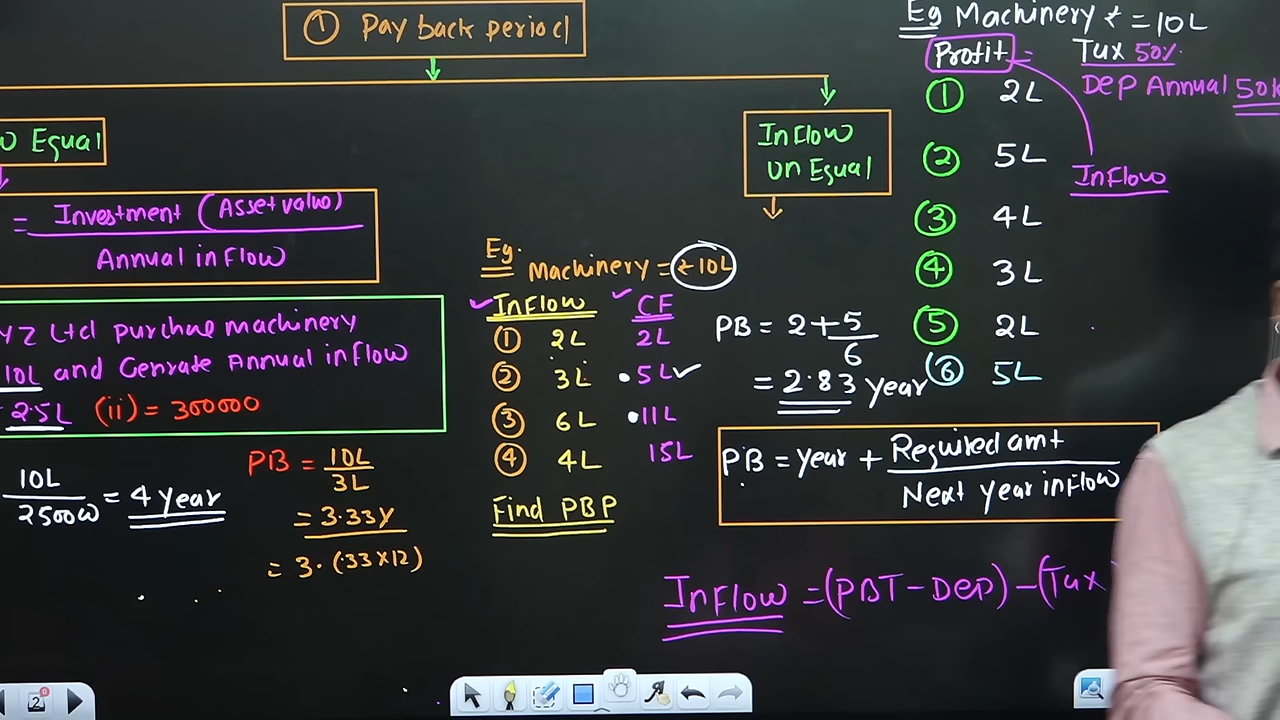 ① Pay back period
Equal
= Investment (Asset value)
Annual inflow
YZ Ltd purchase machinery
10L and Genrate Annual inflow
2.5L (ii) = 300000
10L
= 4 year
PB = 10L
3L
= 3.33Y
= 3.(.33×12)
Inflow
un Equal
Eg.
Machinery = ₹10L
Inflow CF
① 2L 2L
② 3L 5L
③ 6L 11L
④ 4L 15L
Find PBP
PB = 2+5
6
= 2.83 year
PB = year + Required amt
Next year inflow
Inflow = (PBT-Dep) - (Tax
Eg Machinery ₹ = 10L
Profit = Tax 50%
Dep Annual 50k
① 2L
② 5L
Inflow
③ 4L
④ 3L
⑤ 2L
⑥ 5L
2